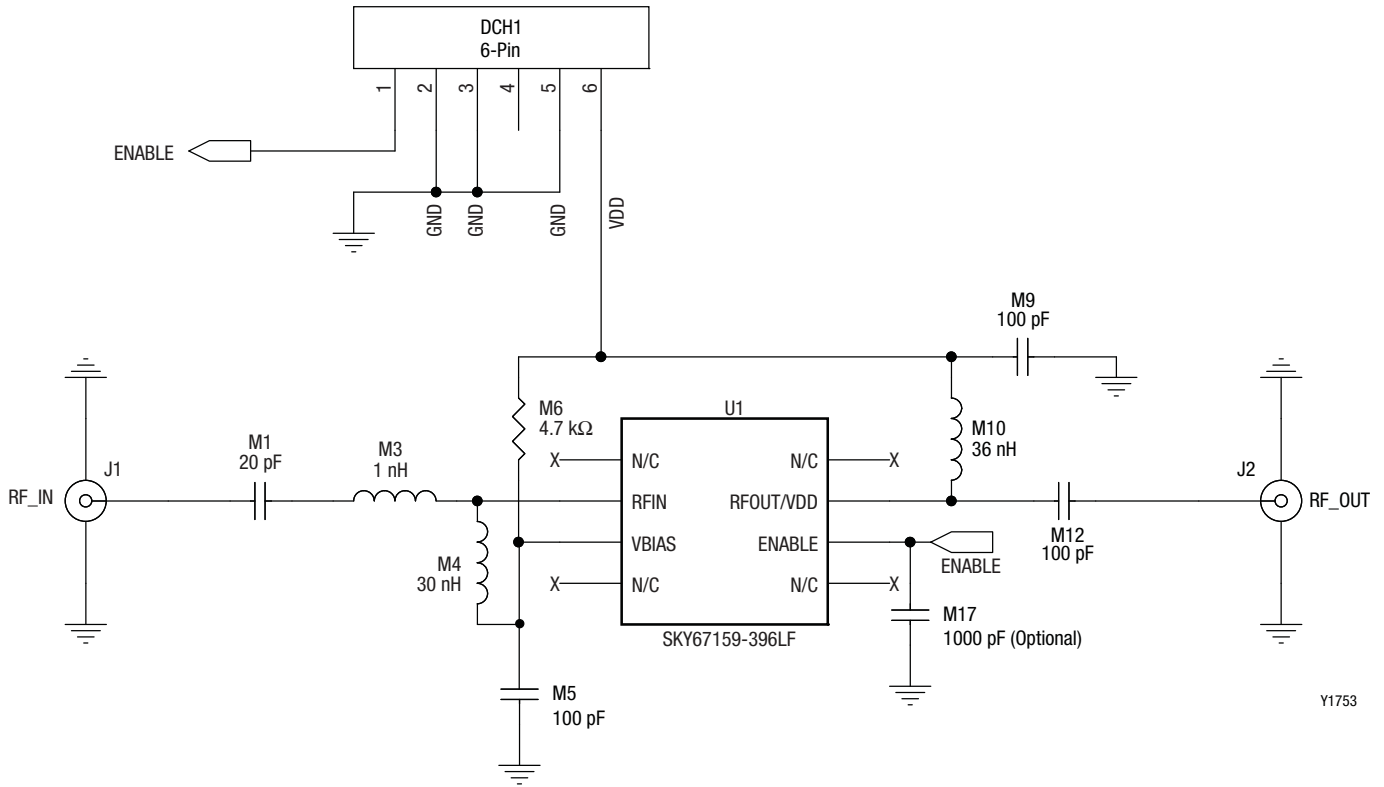 DCH1
6-Pin
1
2
3
4
5
6
ENABLE
GND
GND
GND
VDD
M9
100 pF
M6
4.7 kΩ
U1
M10
36 nH
M1
20 pF
M3
1 nH
J1
J2
RF_IN
RF_OUT
X
N/C
N/C
X
RFIN
RFOUT/VDD
VBIAS
ENABLE
ENABLE
M12
100 pF
M4
30 nH
X
N/C
N/C
X
M17
1000 pF (Optional)
SKY67159-396LF
M5
100 pF
Y1753